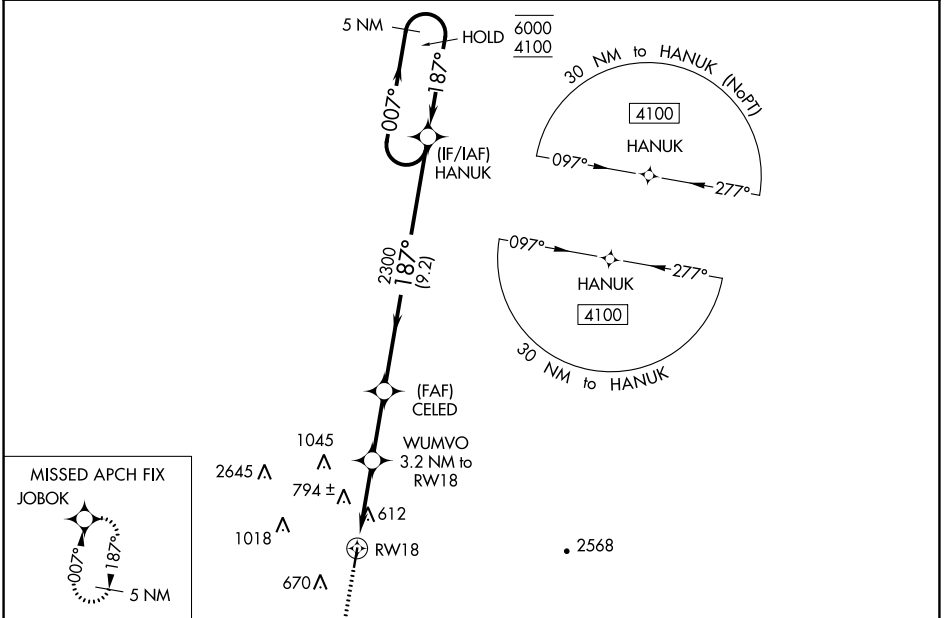 5 NM
HOLD
6000
4100
007°
187°
(IF/IAF)
HANUK
30 NM to HANUK (NoPT)
4100
HANUK
097°
277°
2300
187°
(9.2)
097°
277°
HANUK
4100
30 NM to HANUK
(FAF)
CELED
WUMVO
3.2 NM to
RW18
1045
2645
794 ±
612
1018
RW18
670
2568
MISSED APCH FIX
JOBOK
007°
187°
5 NM